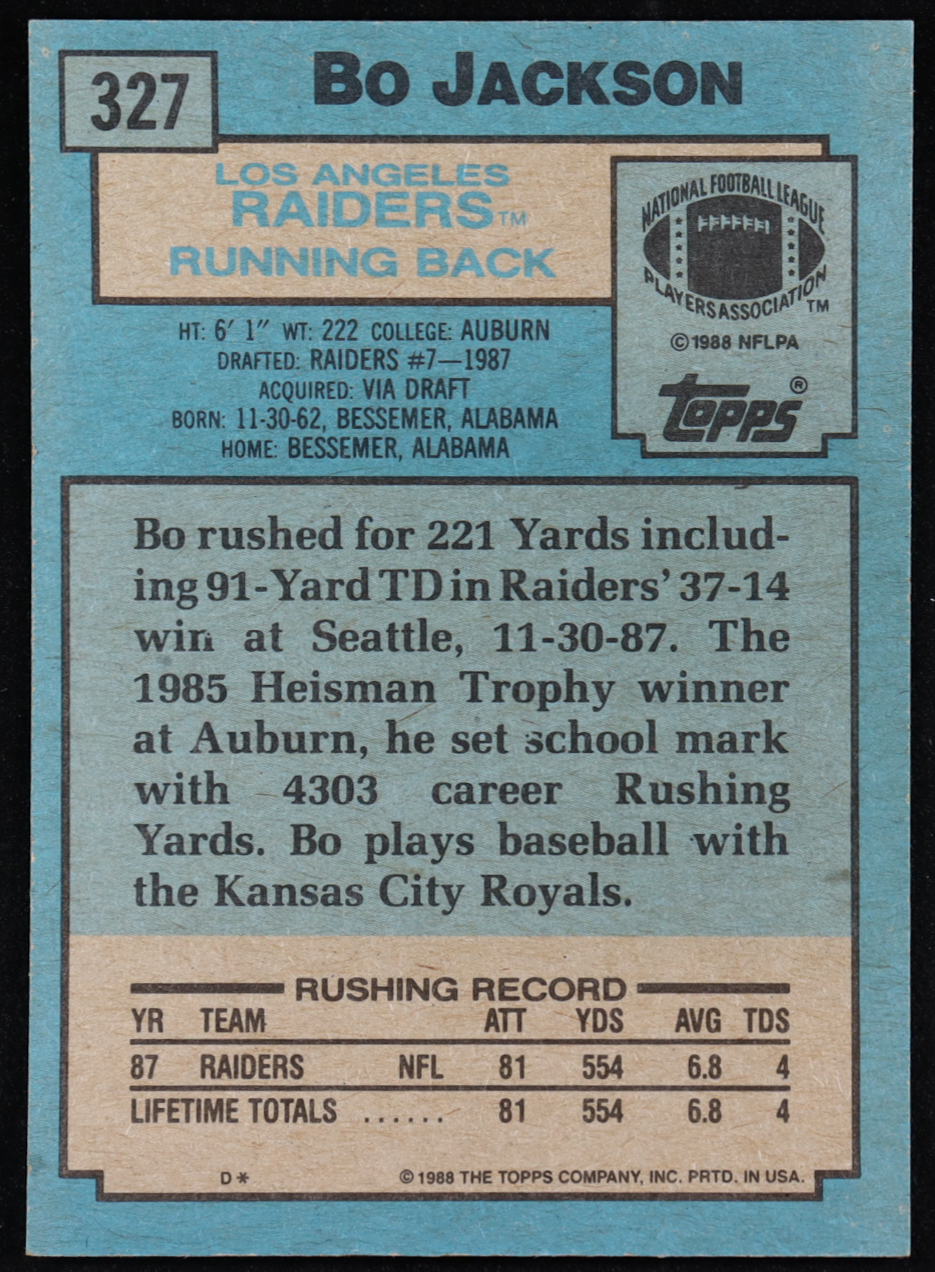 327
BO JACKSON
LOS ANGELES
RAIDERS™
RUNNING BACK
NATIONAL FOOTBALL LEAGUE
PLAYERS ASSOCIATION™
©1988 NFLPA
topps®
HT: 6' 1" WT: 222 COLLEGE: AUBURN
DRAFTED: RAIDERS #7—1987
ACQUIRED: VIA DRAFT
BORN: 11-30-62, BESSEMER, ALABAMA
HOME: BESSEMER, ALABAMA
Bo rushed for 221 Yards includ-
ing 91-Yard TD in Raiders' 37-14
win at Seattle, 11-30-87. The
1985 Heisman Trophy winner
at Auburn, he set school mark
with 4303 career Rushing
Yards. Bo plays baseball with
the Kansas City Royals.
RUSHING RECORD
YR TEAM ATT YDS AVG TDS
87 RAIDERS NFL 81 554 6.8 4
LIFETIME TOTALS ...... 81 554 6.8 4
D* ©1988 THE TOPPS COMPANY, INC. PRTD. IN USA.